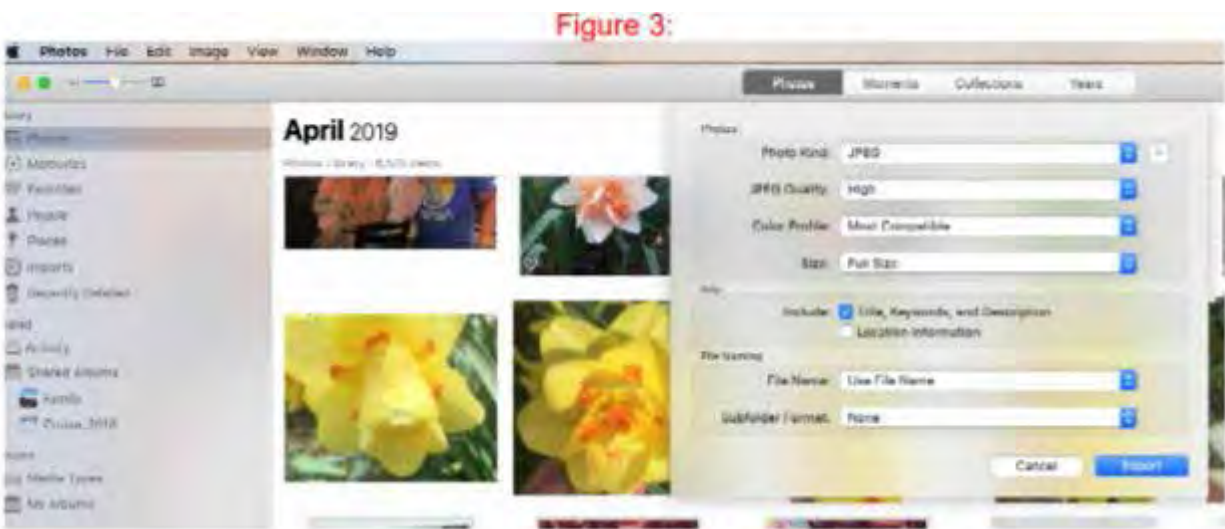 Figure 3:
Photos File Edit Image View Window Help
Photos Moments Collections Years
Photos
Memories
Favorites
People
Places
Imports
Recently Deleted
Activity
Shared Albums
Family
Cruise_2018
Media Types
My Albums
April 2019
Photos
Photo Kind: JPEG
JPEG Quality: High
Color Profile: Most Compatible
Size: Full Size
Include: Title, Keywords, and Description
Location Information
File Naming
File Name: Use File Name
Subfolder Format: None
Cancel